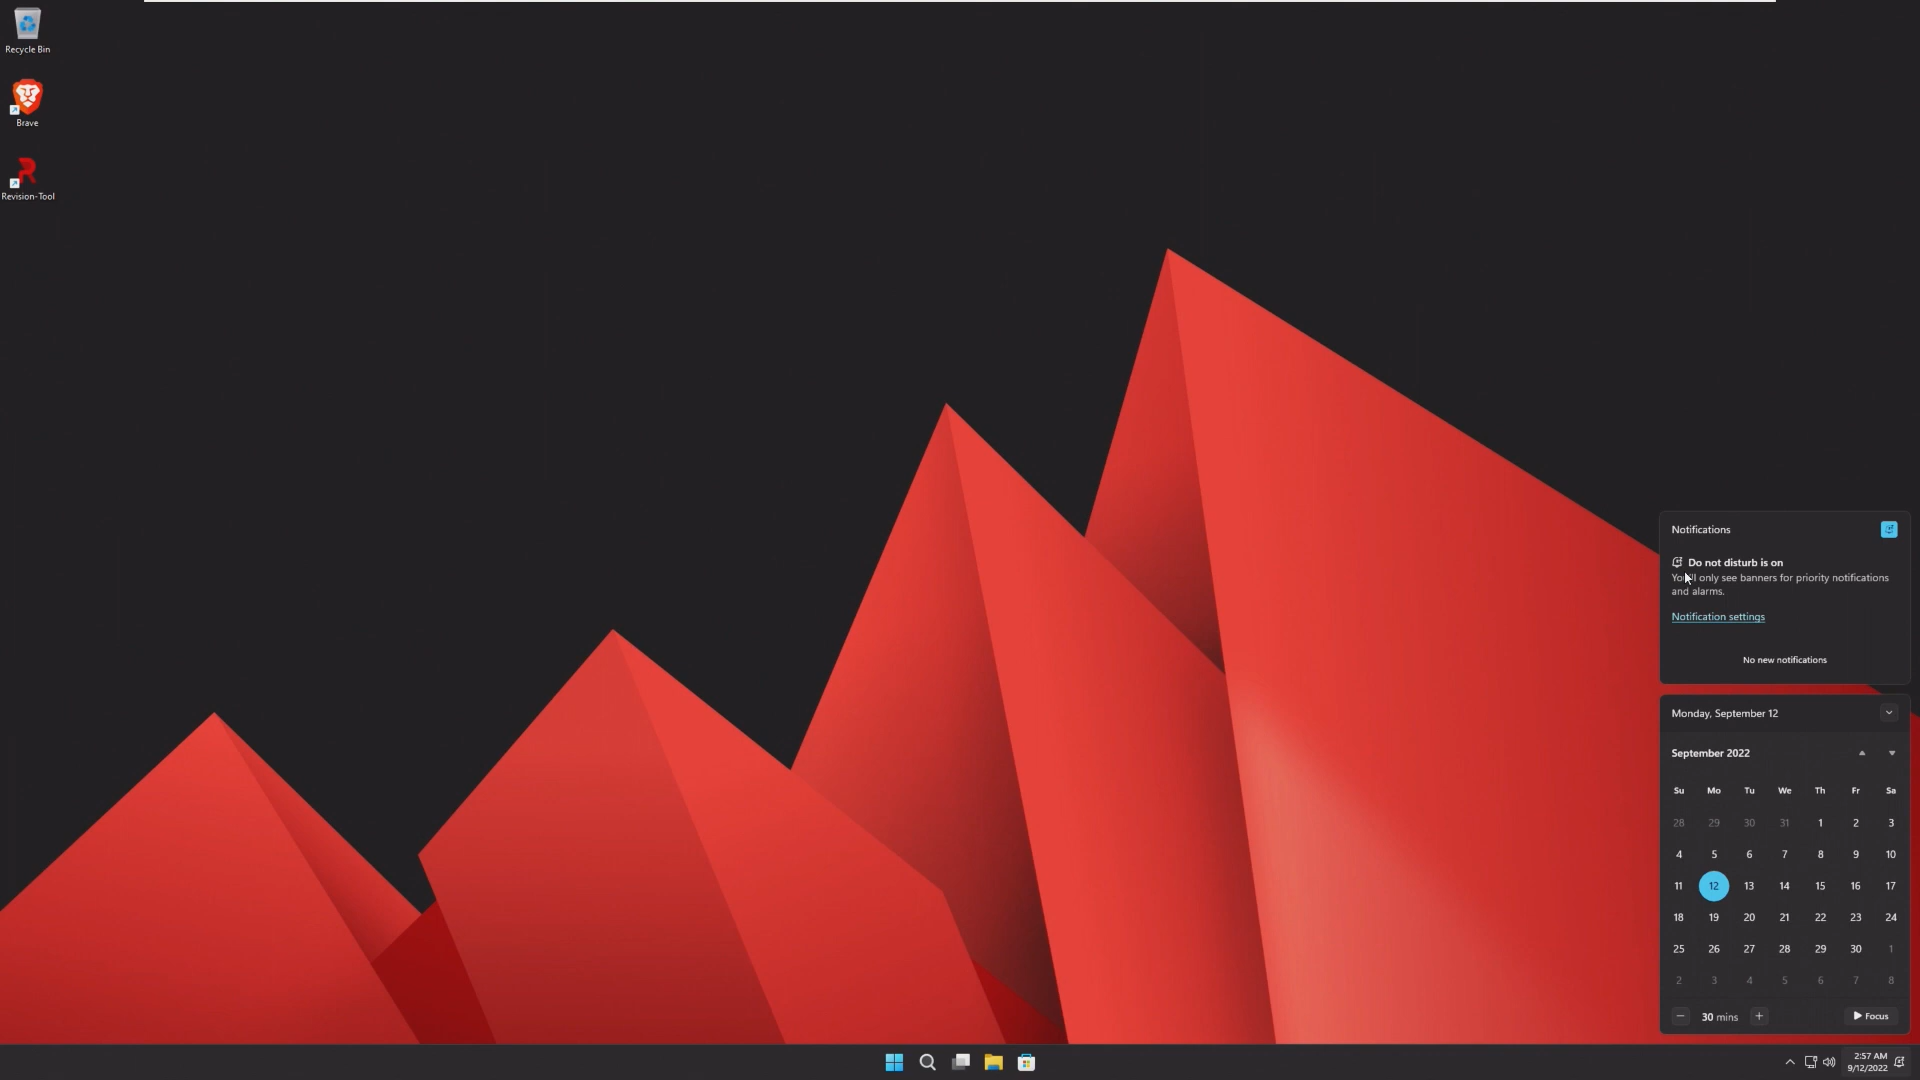 Recycle Bin
Brave
Revision-Tool
Notifications
Do not disturb is on
You'll only see banners for priority notifications
and alarms.
Notification settings
No new notifications
Monday, September 12
September 2022
Su Mo Tu We Th Fr Sa
28 29 30 31 1 2 3
4 5 6 7 8 9 10
11 12 13 14 15 16 17
18 19 20 21 22 23 24
25 26 27 28 29 30 1
2 3 4 5 6 7 8
30 mins
Focus
2:57 AM
9/12/2022